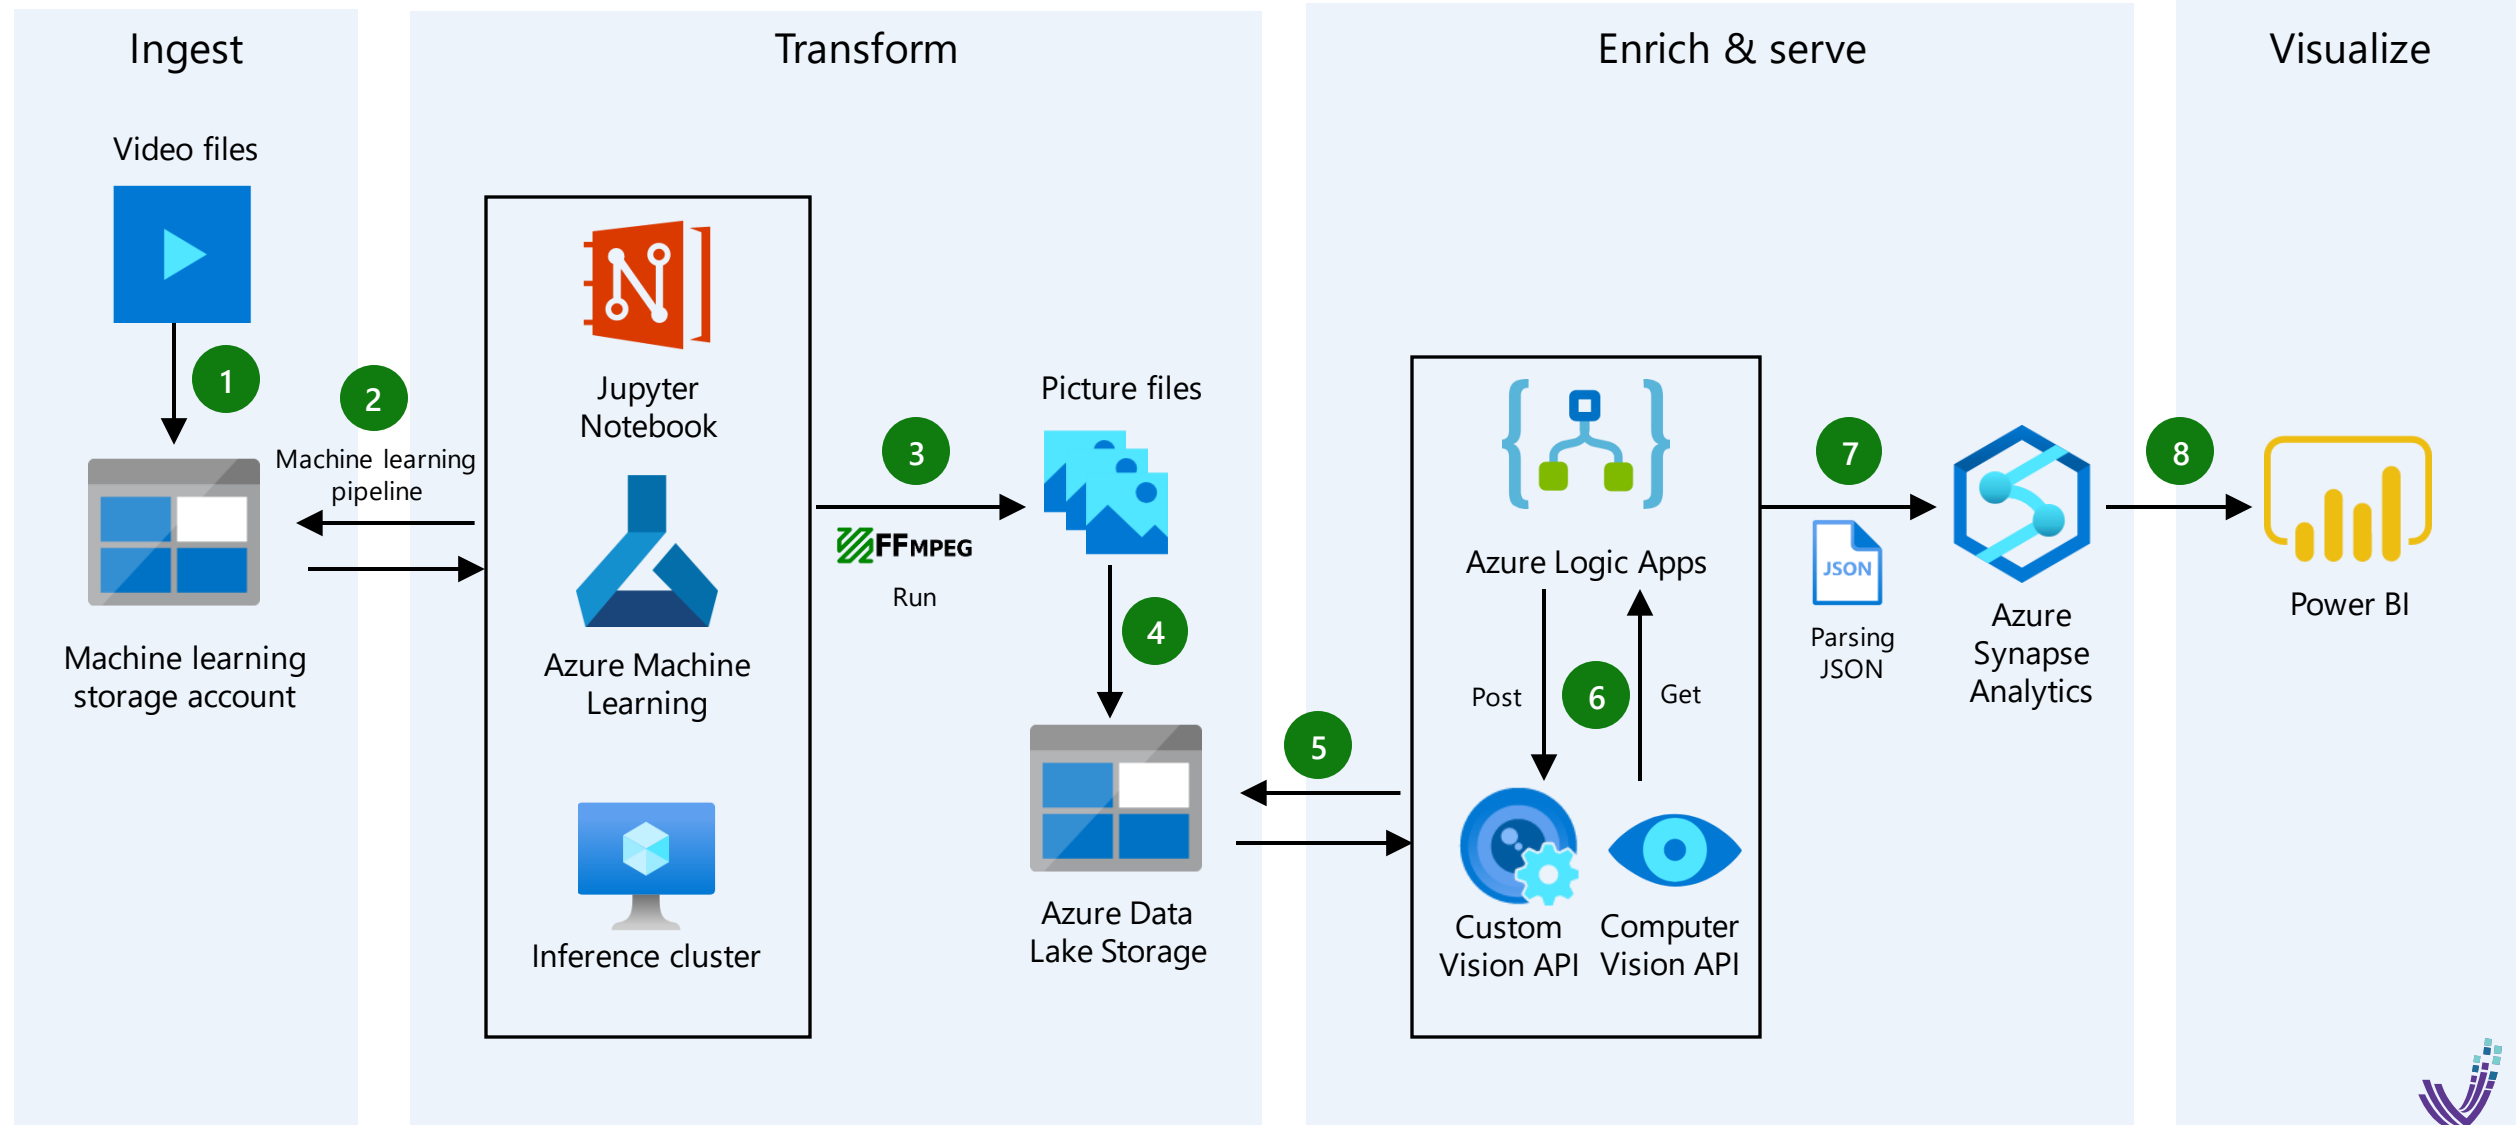 Ingest
Transform
Enrich & serve
Visualize
Video files
1
Machine learning
storage account
2
Machine learning
pipeline
Jupyter
Notebook
Azure Machine
Learning
Inference cluster
3
FFMPEG
Run
Picture files
4
Azure Data
Lake Storage
5
Azure Logic Apps
Post
6
Get
Custom
Vision API
Computer
Vision API
7
JSON
Parsing
JSON
Azure
Synapse
Analytics
8
Power BI